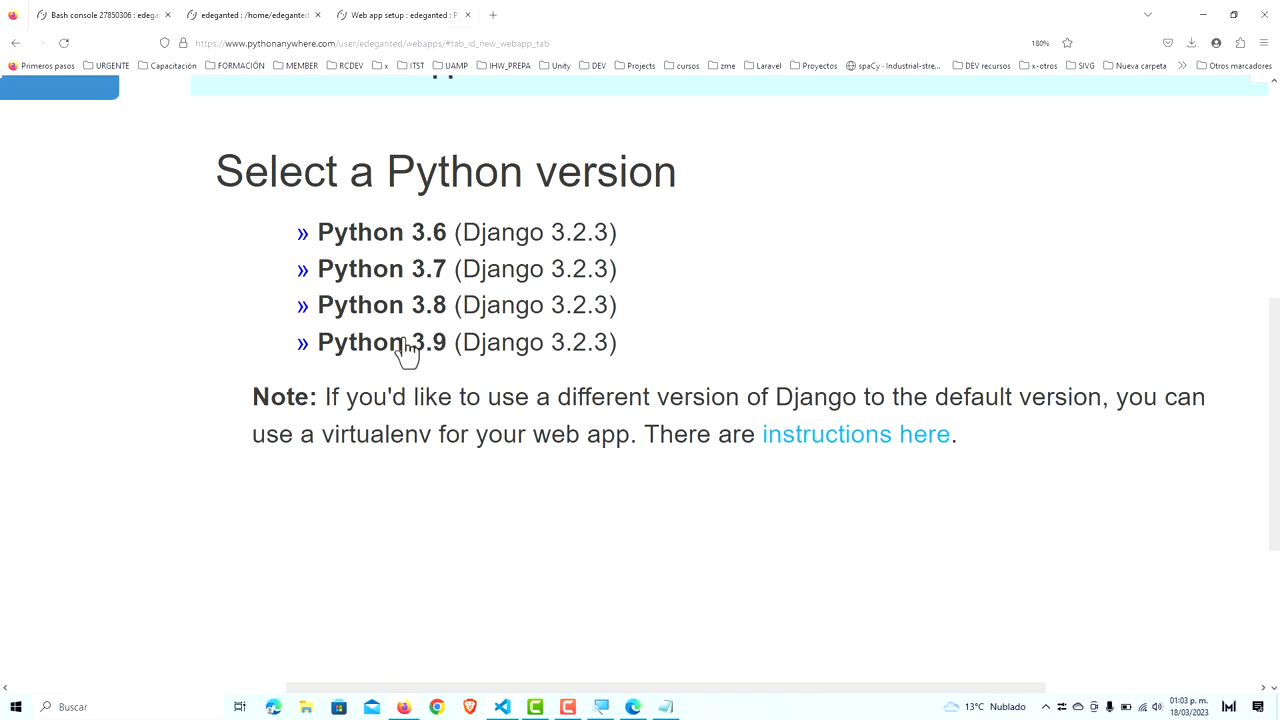 Bash console 27850306 : edega
edeganted : /home/edeganted
Web app setup : edeganted : P
https://www.pythonanywhere.com/user/edeganted/webapps/#tab_id_new_webapp_tab
180%
Primeros pasos
URGENTE
Capacitación
FORMACIÓN
MEMBER
RCDEV
x
ITST
UAMP
IHW_PREPA
Unity
DEV
Projects
cursos
zme
Laravel
Proyectos
spaCy - Industrial-stre...
DEV recursos
x-otros
SIVG
Nueva carpeta
Otros marcadores
Select a Python version
» Python 3.6 (Django 3.2.3)
» Python 3.7 (Django 3.2.3)
» Python 3.8 (Django 3.2.3)
» Python 3.9 (Django 3.2.3)
Note: If you'd like to use a different version of Django to the default version, you can
use a virtualenv for your web app. There are instructions here.
Buscar
13°C Nublado
01:03 p. m.
18/03/2023